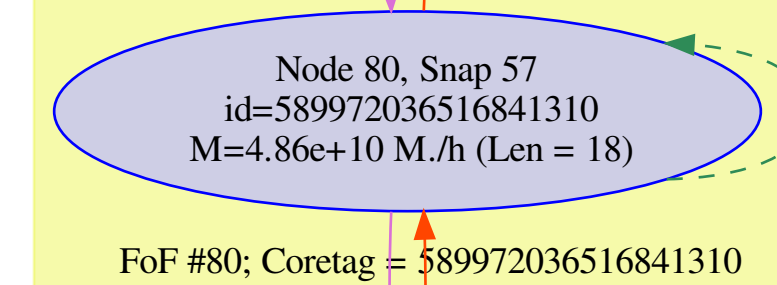 Node 80, Snap 57
id=589972036516841310
M=4.86e+10 M./h (Len = 18)
FoF #80; Coretag = 589972036516841310